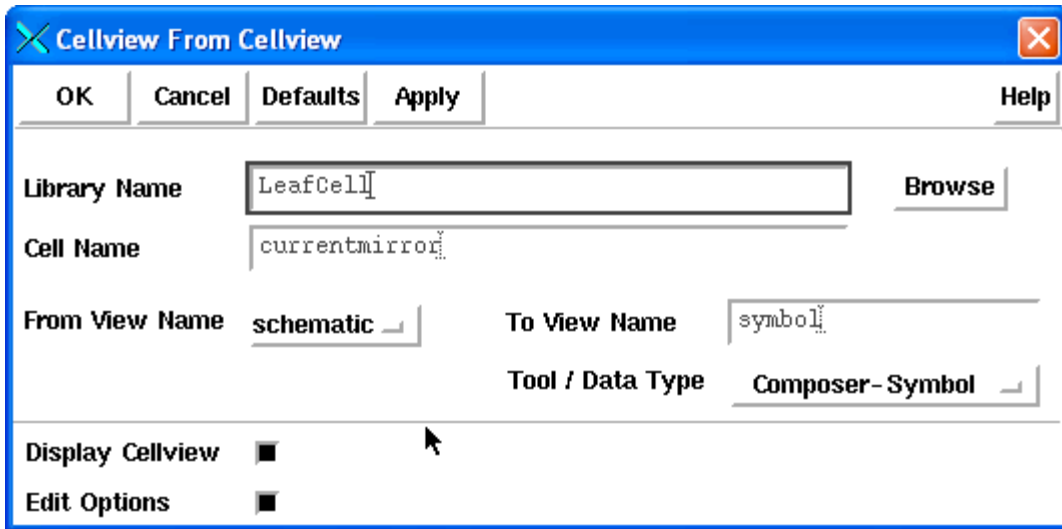 Cellview From Cellview
OK Cancel Defaults Apply Help
Library Name LeafCell Browse
Cell Name currentmirror
From View Name schematic To View Name symbol
Tool / Data Type Composer-Symbol
Display Cellview
Edit Options